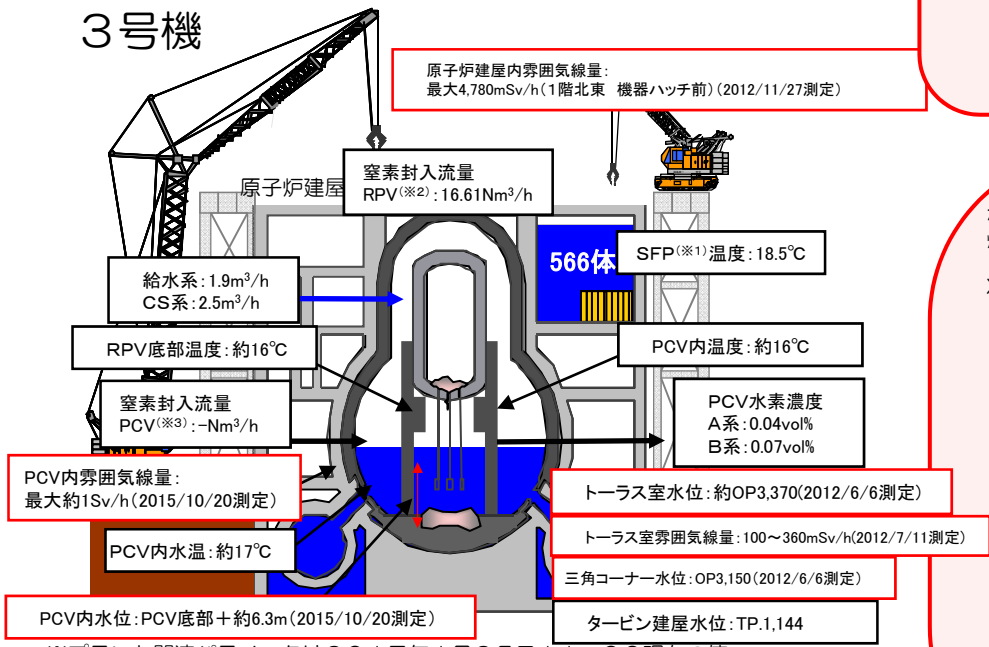 3号機
原子炉建屋内雰囲気線量:
最大4,780mSv/h(1階北東 機器ハッチ前)(2012/11/27測定)
窒素封入流量
RPV(※2):16.61Nm³/h
原子炉建屋
566体
SFP(※1)温度:18.5℃
給水系:1.9m³/h
CS系:2.5m³/h
RPV底部温度:約16℃
PCV内温度:約16℃
窒素封入流量
PCV(※3):-Nm³/h
PCV水素濃度
A系:0.04vol%
B系:0.07vol%
PCV内雰囲気線量:
最大約1Sv/h(2015/10/20測定)
トーラス室水位:約OP3,370(2012/6/6測定)
トーラス室雰囲気線量:100~360mSv/h(2012/7/11測定)
PCV内水温:約17℃
三角コーナー水位:OP3,150(2012/6/6測定)
PCV内水位:PCV底部+約6.3m(2015/10/20測定)
タービン建屋水位:TP.1,144